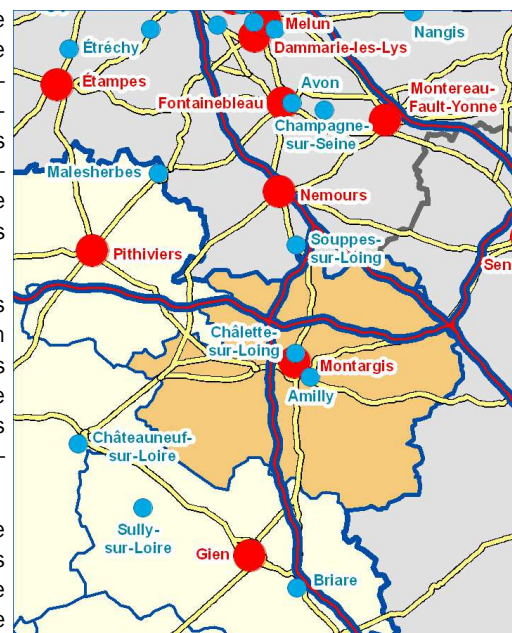 Melun
Dammarie-les-Lys
Nangis
Étréchy
Étampes
Avon
Fontainebleau
Montereau-
Fault-Yonne
Champagne-
sur-Seine
Malesherbes
Nemours
Pithiviers
Souppes-
sur-Loing
Sen
Châlette-
sur-Loing
Montargis
Amilly
Châteauneuf-
sur-Loire
Sully-
sur-Loire
Gien
Briare